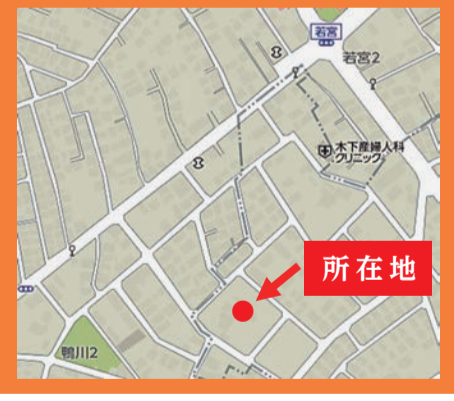 若宮
若宮2
木下産婦人科
クリニック
所在地
鴨川2